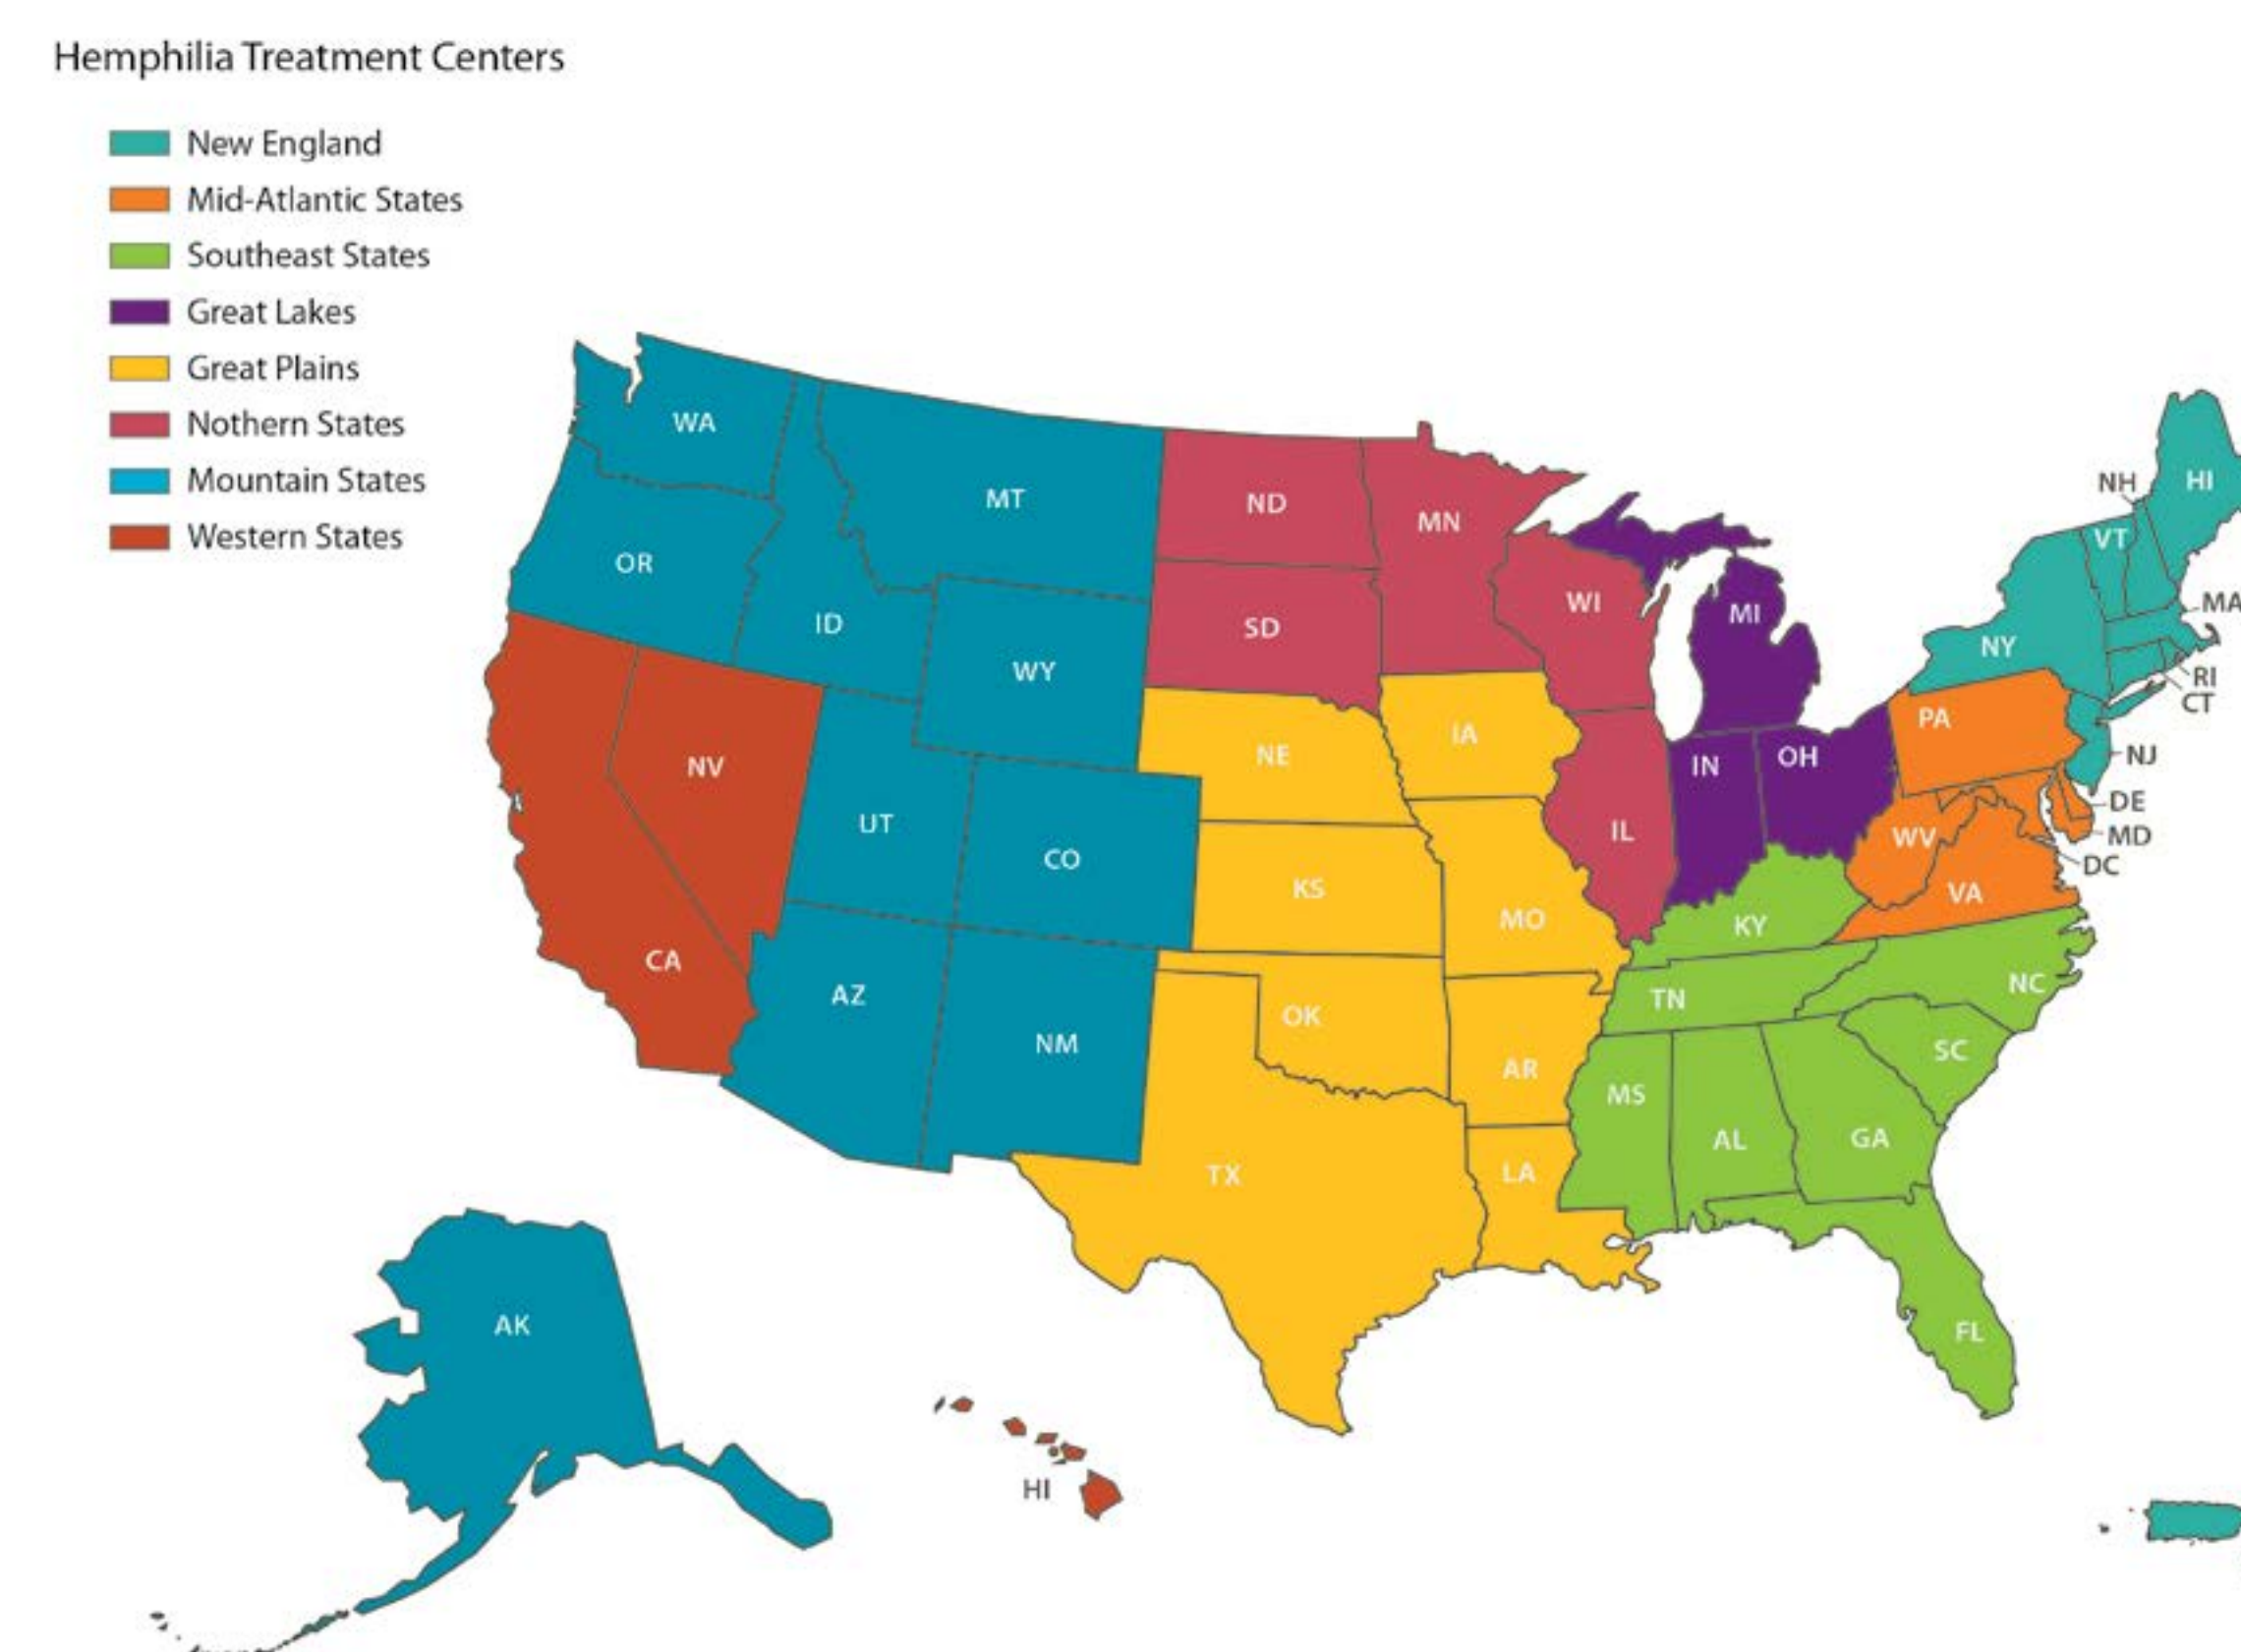 Hemphilia Treatment Centers
New England
Mid-Atlantic States
Southeast States
Great Lakes
Great Plains
Nothern States
Mountain States
Western States
WA
MT
ND
MN
OR
ID
SD
WI
MI
WY
NH
HI
VT
MA
NY
RI
CT
PA
NJ
NV
NE
IA
IN
OH
UT
CO
IL
DE
MD
WV
DC
VA
KS
MO
KY
CA
AZ
NM
OK
TN
NC
AR
SC
MS
AL
GA
TX
LA
AK
FL
HI